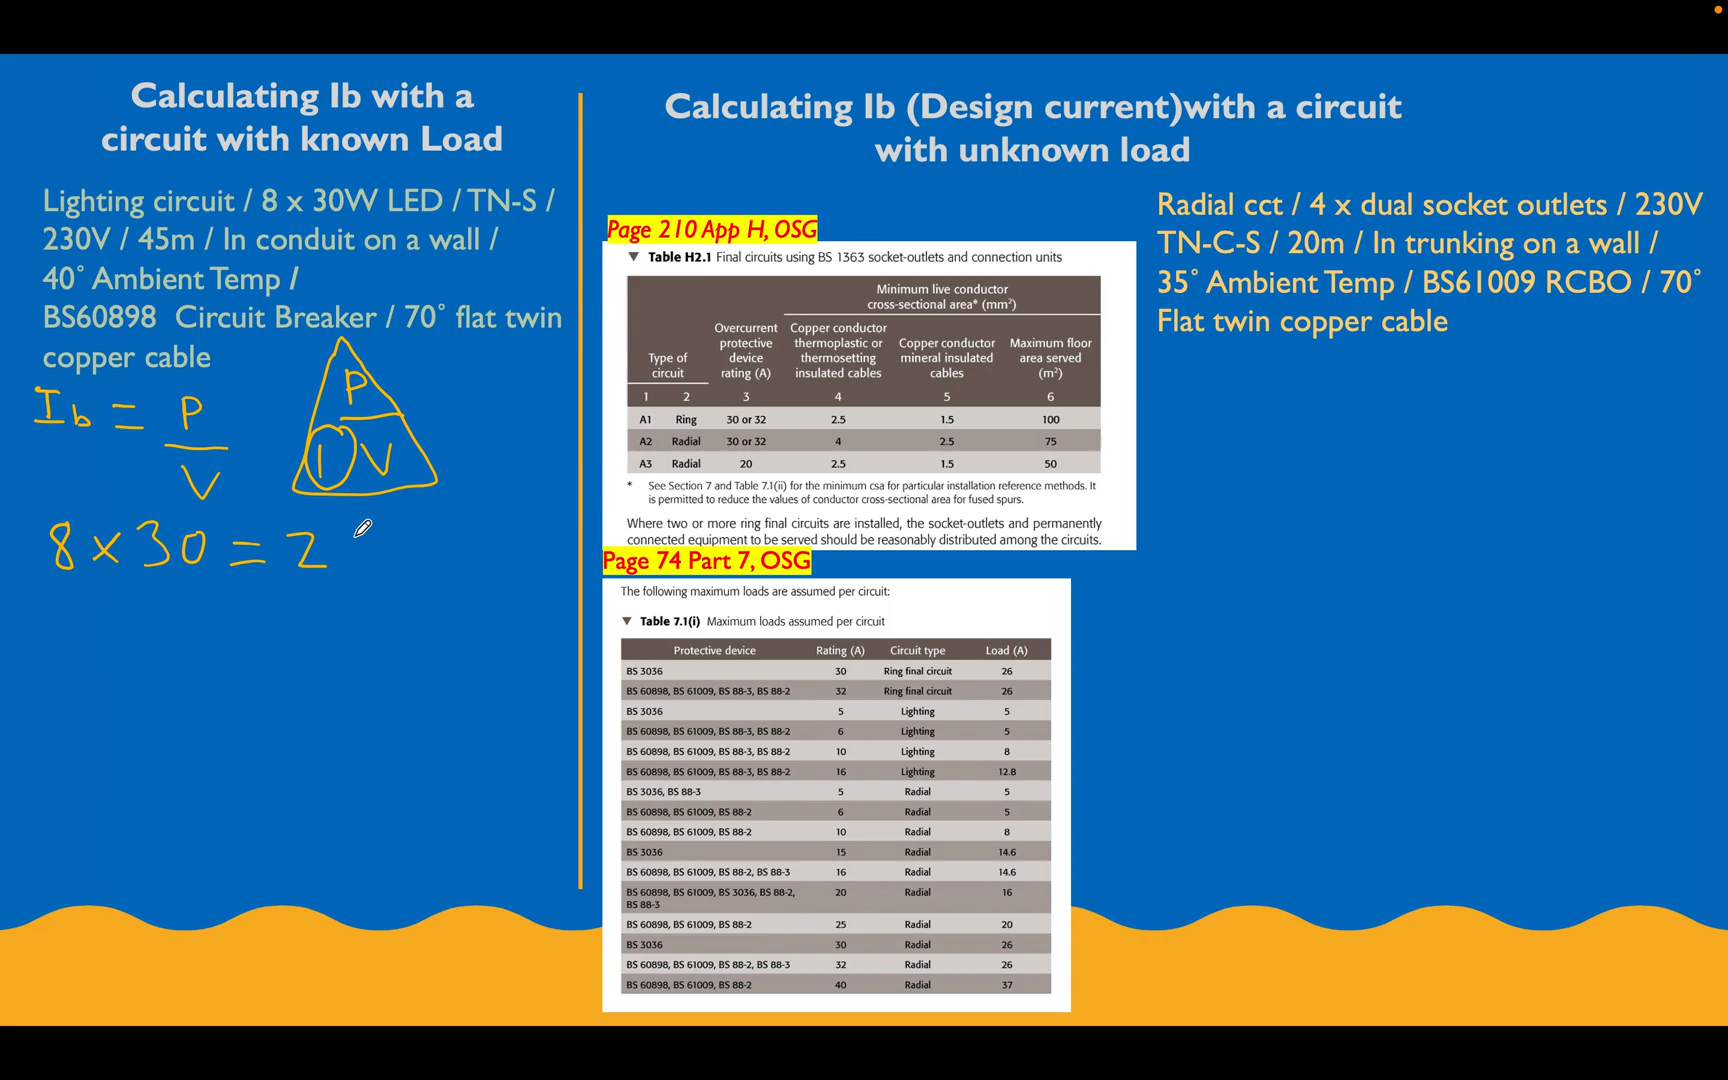 Calculating Ib with a
circuit with known Load
Lighting circuit / 8 x 30W LED / TN-S /
230V / 45m / In conduit on a wall /
40° Ambient Temp /
BS60898 Circuit Breaker / 70° flat twin
copper cable
Ib = P
V
P
I V
8 x 30 = 2
Calculating Ib (Design current)with a circuit
with unknown load
Page 210 App H, OSG
▼ Table H2.1 Final circuits using BS 1363 socket-outlets and connection units
Minimum live conductor
cross-sectional area* (mm²)
Type of
circuit
Overcurrent
protective
device
rating (A)
Copper conductor
thermoplastic or
thermosetting
insulated cables
Copper conductor
mineral insulated
cables
Maximum floor
area served
(m²)
1 2 3 4 5 6
A1 Ring 30 or 32 2.5 1.5 100
A2 Radial 30 or 32 4 2.5 75
A3 Radial 20 2.5 1.5 50
* See Section 7 and Table 7.1(ii) for the minimum csa for particular installation reference methods. It
is permitted to reduce the values of conductor cross-sectional area for fused spurs.
Where two or more ring final circuits are installed, the socket-outlets and permanently
connected equipment to be served should be reasonably distributed among the circuits.
Page 74 Part 7, OSG
The following maximum loads are assumed per circuit:
▼ Table 7.1(i) Maximum loads assumed per circuit
Protective device Rating (A) Circuit type Load (A)
BS 3036 30 Ring final circuit 26
BS 60898, BS 61009, BS 88-3, BS 88-2 32 Ring final circuit 26
BS 3036 5 Lighting 5
BS 60898, BS 61009, BS 88-3, BS 88-2 6 Lighting 5
BS 60898, BS 61009, BS 88-3, BS 88-2 10 Lighting 8
BS 60898, BS 61009, BS 88-3, BS 88-2 16 Lighting 12.8
BS 3036, BS 88-3 5 Radial 5
BS 60898, BS 61009, BS 88-2 6 Radial 5
BS 60898, BS 61009, BS 88-2 10 Radial 8
BS 3036 15 Radial 14.6
BS 60898, BS 61009, BS 88-2, BS 88-3 16 Radial 14.6
BS 60898, BS 61009, BS 3036, BS 88-2, 20 Radial 16
BS 88-3
BS 60898, BS 61009, BS 88-2 25 Radial 20
BS 3036 30 Radial 26
BS 60898, BS 61009, BS 88-2, BS 88-3 32 Radial 26
BS 60898, BS 61009, BS 88-2 40 Radial 37
Radial cct / 4 x dual socket outlets / 230V
TN-C-S / 20m / In trunking on a wall /
35° Ambient Temp / BS61009 RCBO / 70°
Flat twin copper cable